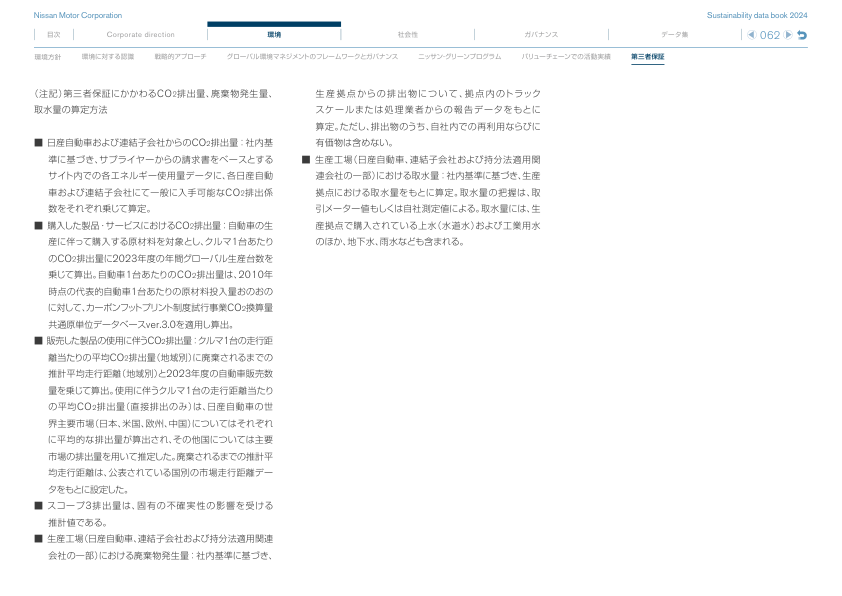 Nissan Motor Corporation
Sustainability data book 2024
目次
Corporate direction
環境
社会性
ガバナンス
データ集
062
環境方針
環境に対する認識
戦略的アプローチ
グローバル環境マネジメントのフレームワークとガバナンス
ニッサン・グリーンプログラム
バリューチェーンでの活動実績
第三者保証
（注記）第三者保証にかかわるCO2排出量、廃棄物発生量、
取水量の算定方法
■ 日産自動車および連結子会社からのCO2排出量：社内基
準に基づき、サプライヤーからの請求書をベースとする
サイト内での各エネルギー使用量データに、各日産自動
車および連結子会社にて一般に入手可能なCO2排出係
数をそれぞれ乗じて算定。
■ 購入した製品・サービスにおけるCO2排出量：自動車の生
産に伴って購入する原材料を対象とし、クルマ1台あたり
のCO2排出量に2023年度の年間グローバル生産台数を
乗じて算出。自動車1台あたりのCO2排出量は、2010年
時点の代表的自動車1台あたりの原材料投入量おのおの
に対して、カーボンフットプリント制度試行事業CO2換算量
共通原単位データベースver.3.0を適用し算出。
■ 販売した製品の使用に伴うCO2排出量：クルマ1台の走行距
離当たりの平均CO2排出量（地域別）に廃棄されるまでの
推計平均走行距離（地域別）と2023年度の自動車販売数
量を乗じて算出。使用に伴うクルマ1台の走行距離当たり
の平均CO2排出量（直接排出のみ）は、日産自動車の世
界主要市場（日本、米国、欧州、中国）についてはそれぞれ
に平均的な排出量が算出され、その他国については主要
市場の排出量を用いて推定した。廃棄されるまでの推計平
均走行距離は、公表されている国別の市場走行距離デー
タをもとに設定した。
■ スコープ3排出量は、固有の不確実性の影響を受ける
推計値である。
■ 生産工場（日産自動車、連結子会社および持分法適用関連
会社の一部）における廃棄物発生量：社内基準に基づき、
生産拠点からの排出物について、拠点内のトラック
スケールまたは処理業者からの報告データをもとに
算定。ただし、排出物のうち、自社内での再利用ならびに
有価物は含めない。
■ 生産工場（日産自動車、連結子会社および持分法適用関
連会社の一部）における取水量：社内基準に基づき、生産
拠点における取水量をもとに算定。取水量の把握は、取
引メーター値もしくは自社測定値による。取水量には、生
産拠点で購入されている上水（水道水）および工業用水
のほか、地下水、雨水なども含まれる。